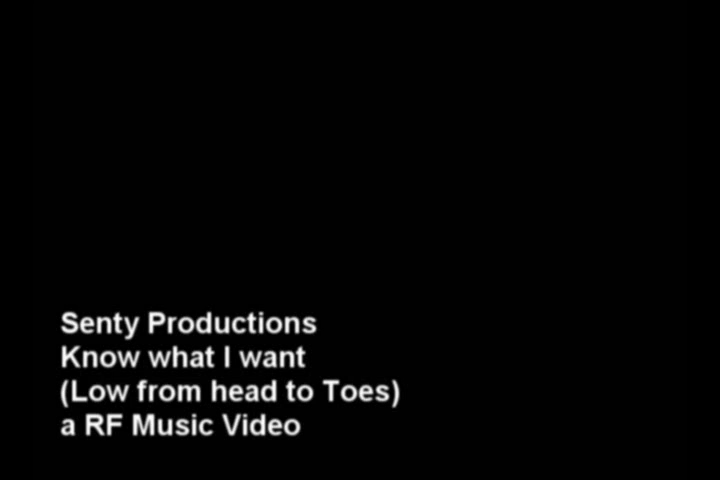 Senty Productions
Know what I want
(Low from head to Toes)
a RF Music Video